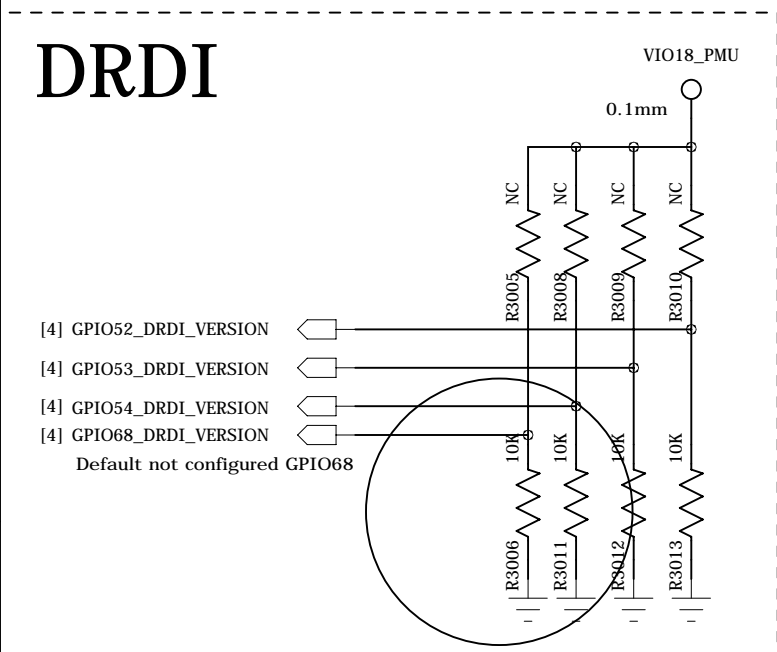 DRDI
VIO18_PMU
0.1mm
NC NC NC NC
R3005 R3008 R3009 R3010
[4] GPIO52_DRDI_VERSION
[4] GPIO53_DRDI_VERSION
[4] GPIO54_DRDI_VERSION
[4] GPIO68_DRDI_VERSION
Default not configured GPIO68
10K 10K 10K 10K
R3006 R3011 R3012 R3013